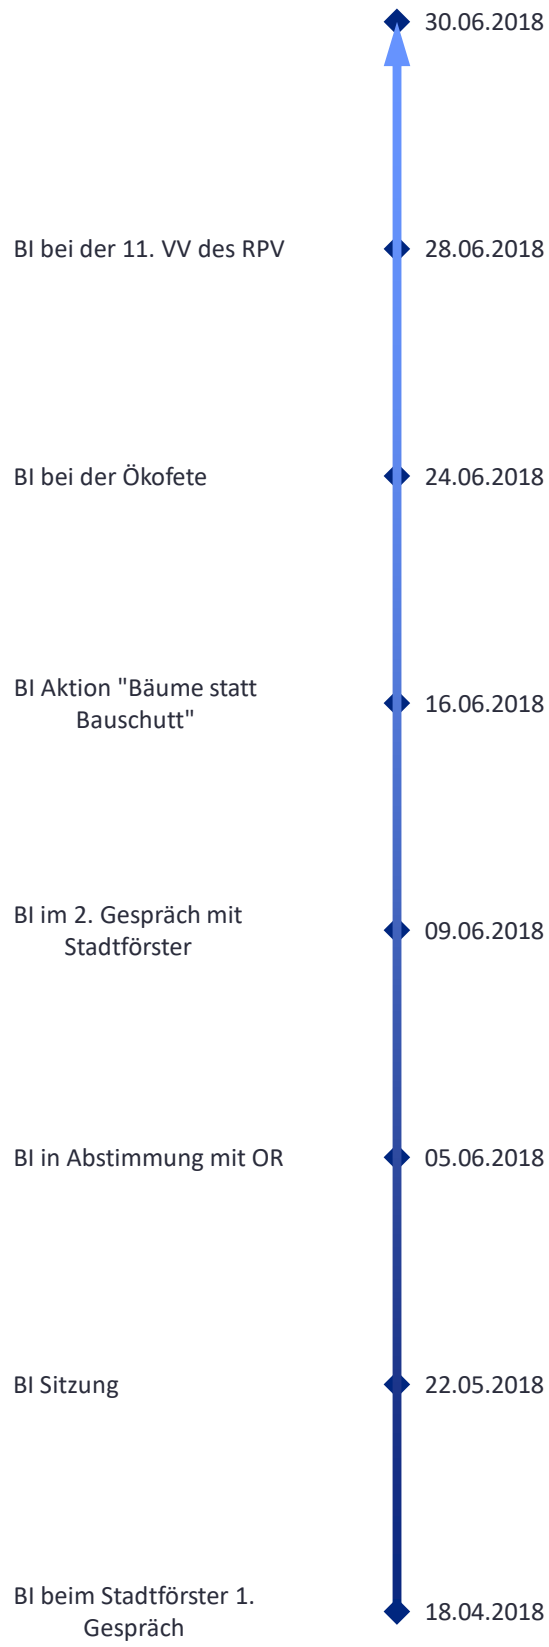 30.06.2018
BI bei der 11. VV des RPV
28.06.2018
BI bei der Ökofete
24.06.2018
BI Aktion "Bäume statt
Bauschutt"
16.06.2018
BI im 2. Gespräch mit
Stadtförster
09.06.2018
BI in Abstimmung mit OR
05.06.2018
BI Sitzung
22.05.2018
BI beim Stadtförster 1.
Gespräch
18.04.2018